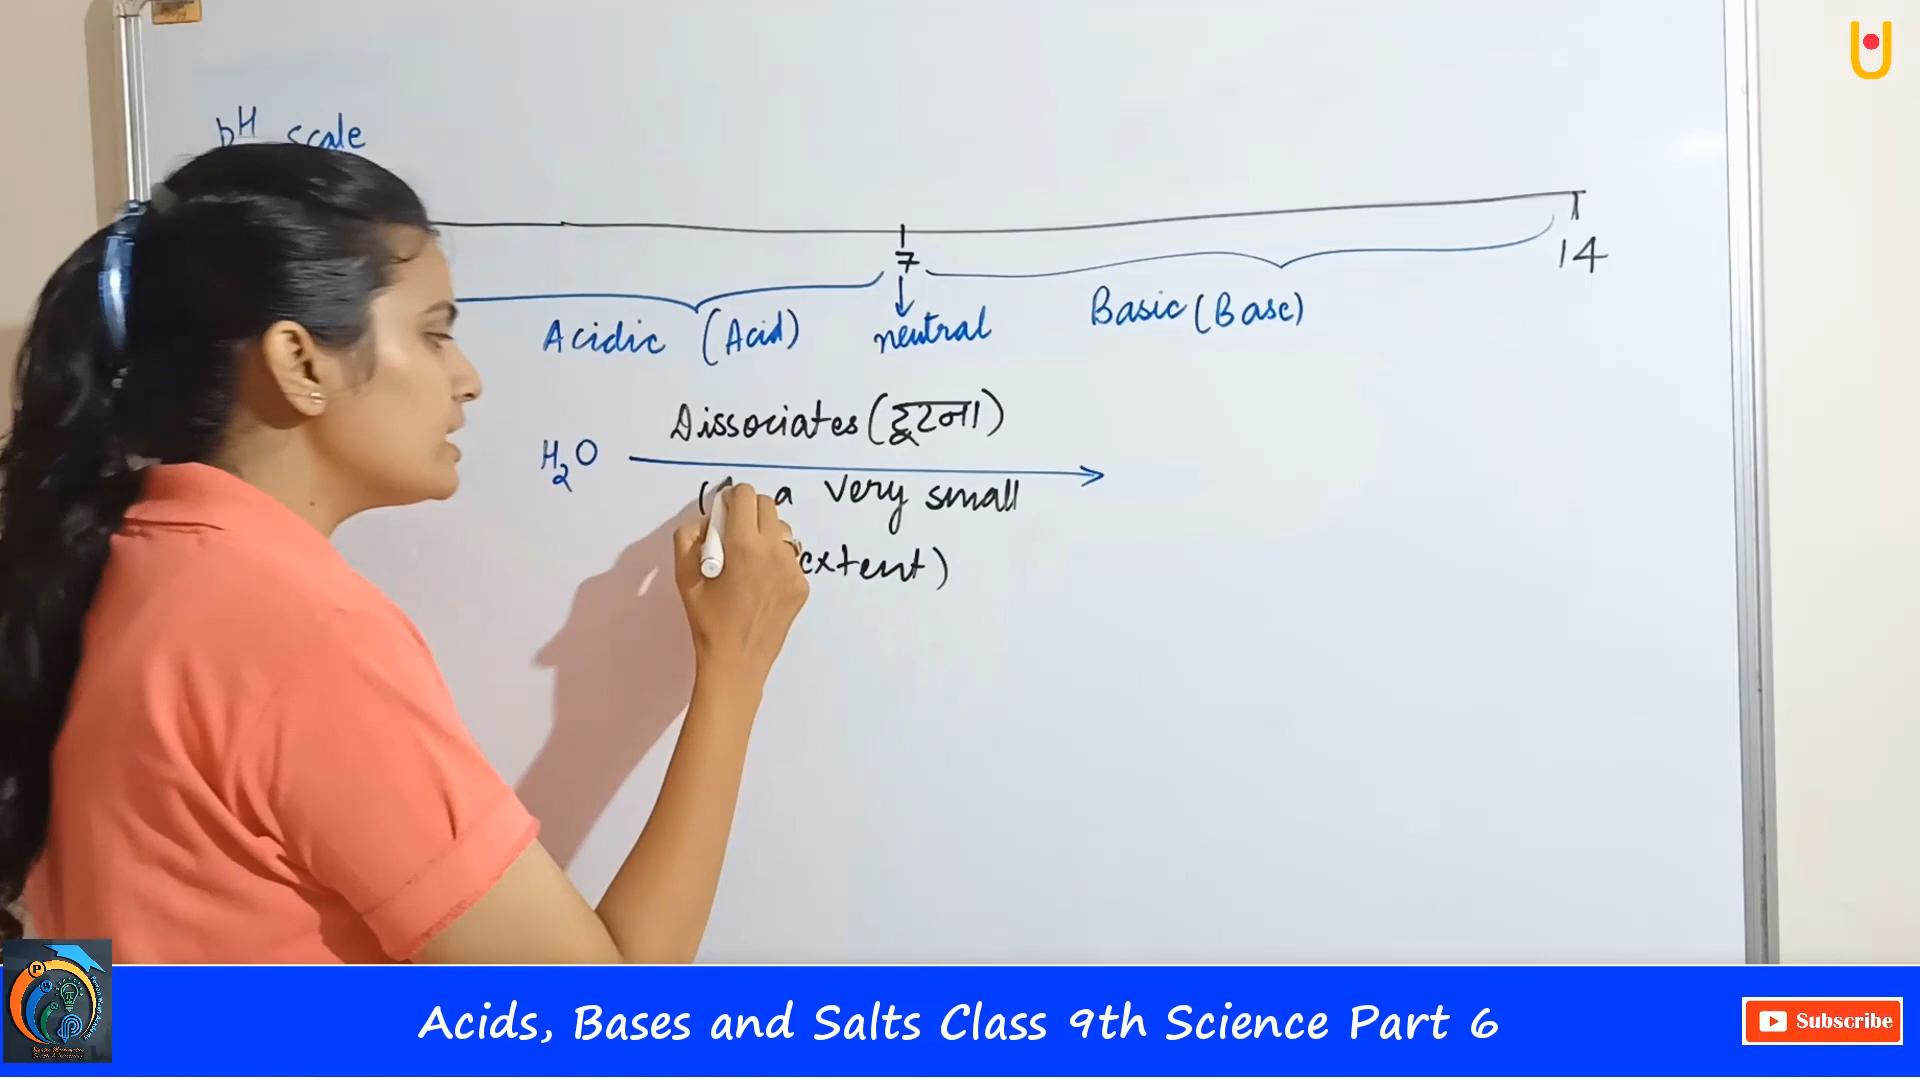 pH scale
7
14
Acidic (Acid)
neutral
Basic (Base)
Dissociates (टूटना)
H₂O
a very small
extent)
Acids, Bases and Salts Class 9th Science Part 6
Subscribe